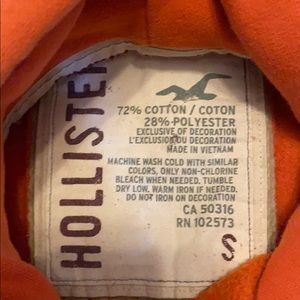 HOLLISTER
72% COTTON / COTON
28% POLYESTER
EXCLUSIVE OF DECORATION
L'EXCLUSION DE DECORATION
MADE IN VIETNAM
MACHINE WASH COLD WITH SIMILAR
COLORS, ONLY NON-CHLORINE
BLEACH WHEN NEEDED. TUMBLE
DRY LOW. WARM IRON IF NEEDED.
DO NOT IRON ON DECORATION
CA 50316
RN 102573
S